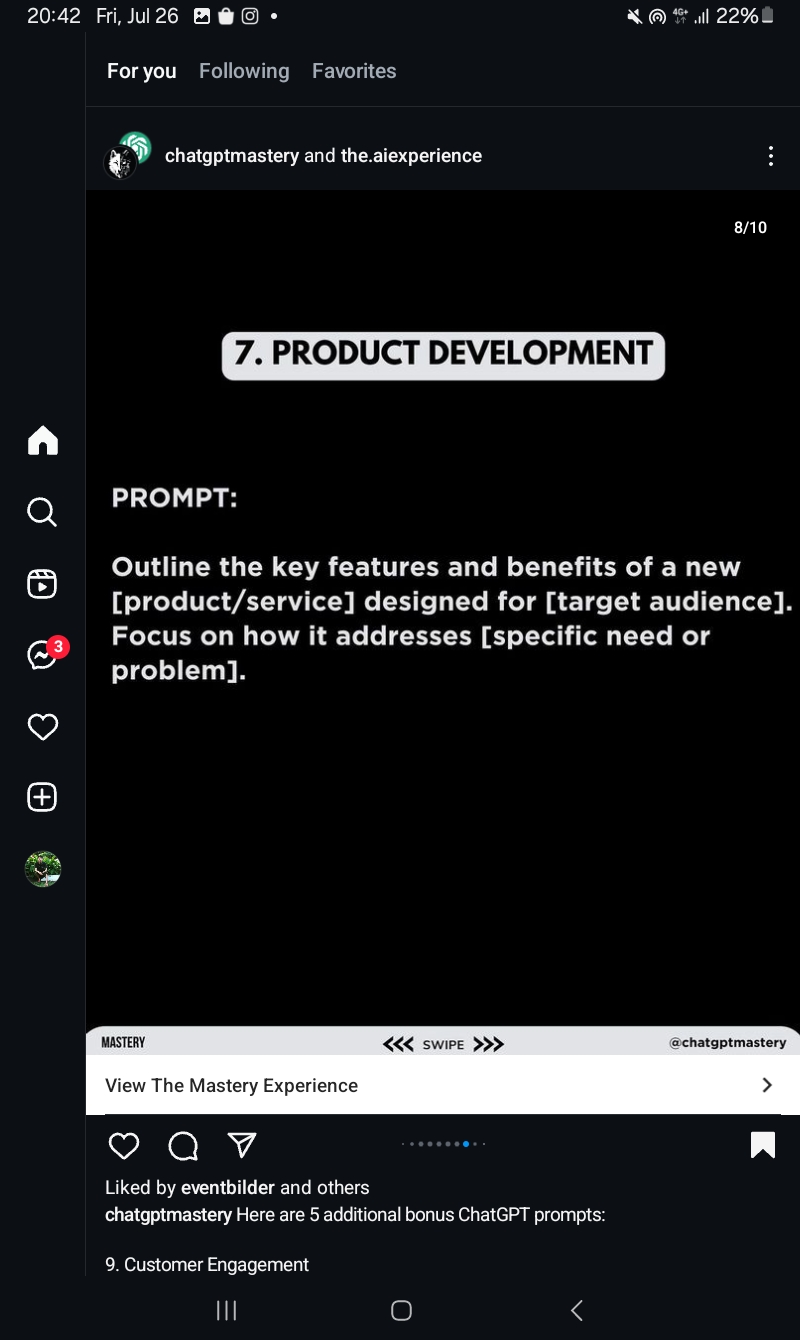 20:42 Fri, Jul 26
4G+ 22%
For you Following Favorites
chatgptmastery and the.aiexperience
8/10
7. PRODUCT DEVELOPMENT
PROMPT:
Outline the key features and benefits of a new
[product/service] designed for [target audience].
Focus on how it addresses [specific need or
problem].
3
MASTERY <<< SWIPE >>> @chatgptmastery
View The Mastery Experience
Liked by eventbilder and others
chatgptmastery Here are 5 additional bonus ChatGPT prompts:
9. Customer Engagement